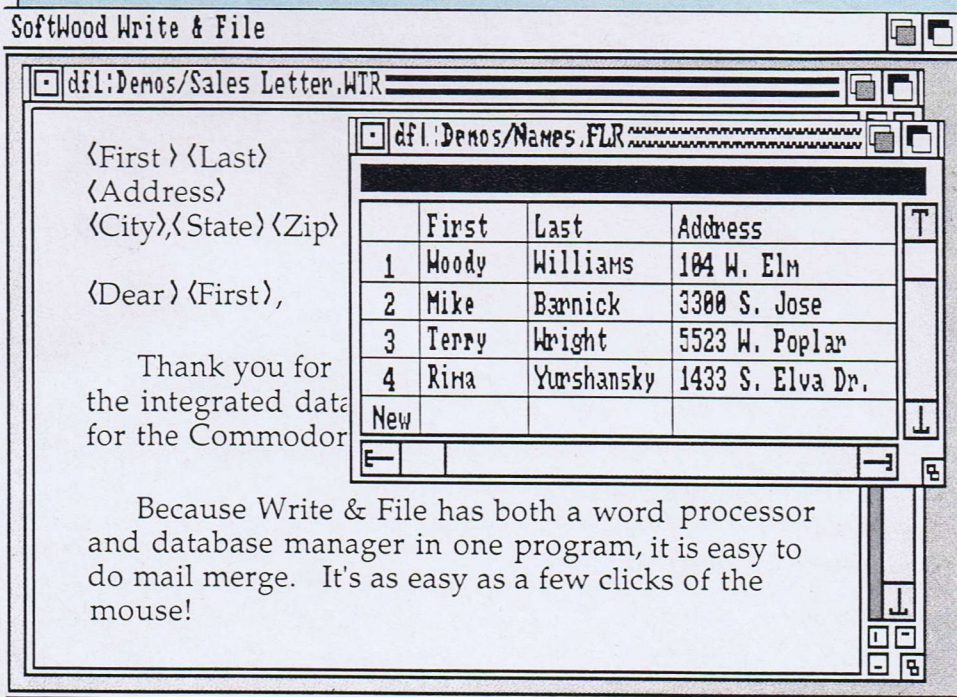 SoftWood Write & File
df1:Demos/Sales Letter.WTR
〈First 〉〈Last〉
〈Address〉
〈City〉,〈State〉〈Zip〉
〈Dear〉〈First〉,
Thank you for
the integrated data
for the Commodor
df1:Demos/Names.FLR
First Last Address
1 Woody Williams 104 W. Elm
2 Mike Barnick 3300 S. Jose
3 Terry Wright 5523 W. Poplar
4 Rima Yurshansky 1433 S. Elva Dr.
New
Because Write & File has both a word processor
and database manager in one program, it is easy to
do mail merge. It's as easy as a few clicks of the
mouse!